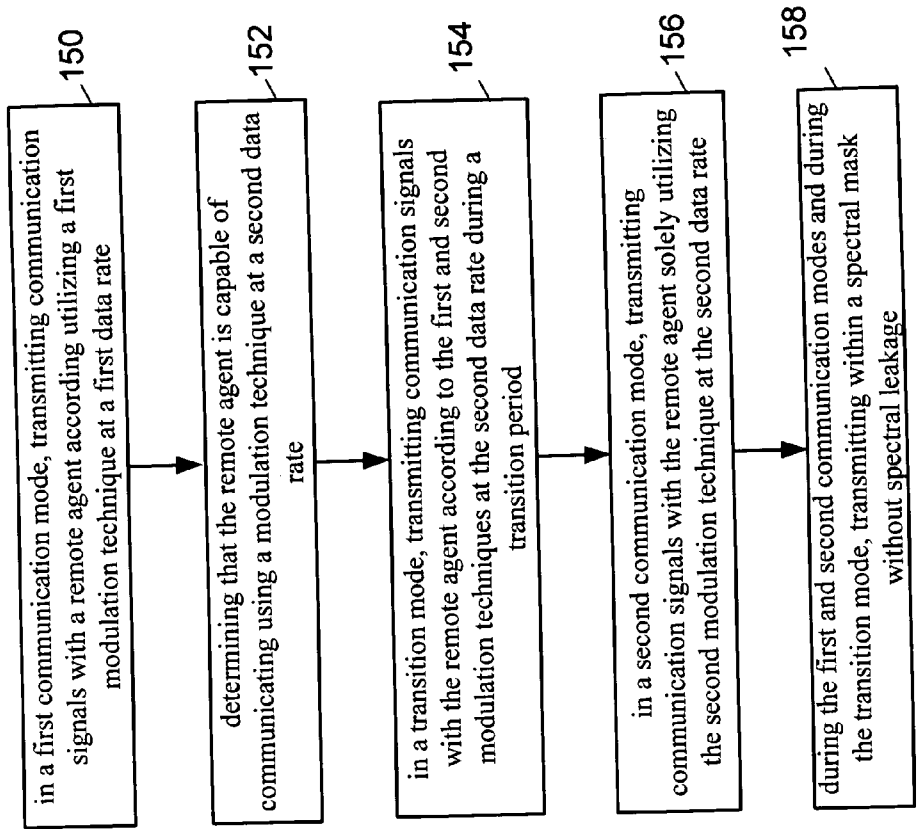 in a first communication mode, transmitting communication
signals with a remote agent according utilizing a first
modulation technique at a first data rate
150
determining that the remote agent is capable of
communicating using a modulation technique at a second data
rate
152
in a transition mode, transmitting communication signals
with the remote agent according to the first and second
modulation techniques at the second data rate during a
transition period
154
in a second communication mode, transmitting
communication signals with the remote agent solely utilizing
the second modulation technique at the second data rate
156
during the first and second communication modes and during
the transition mode, transmitting within a spectral mask
without spectral leakage
158